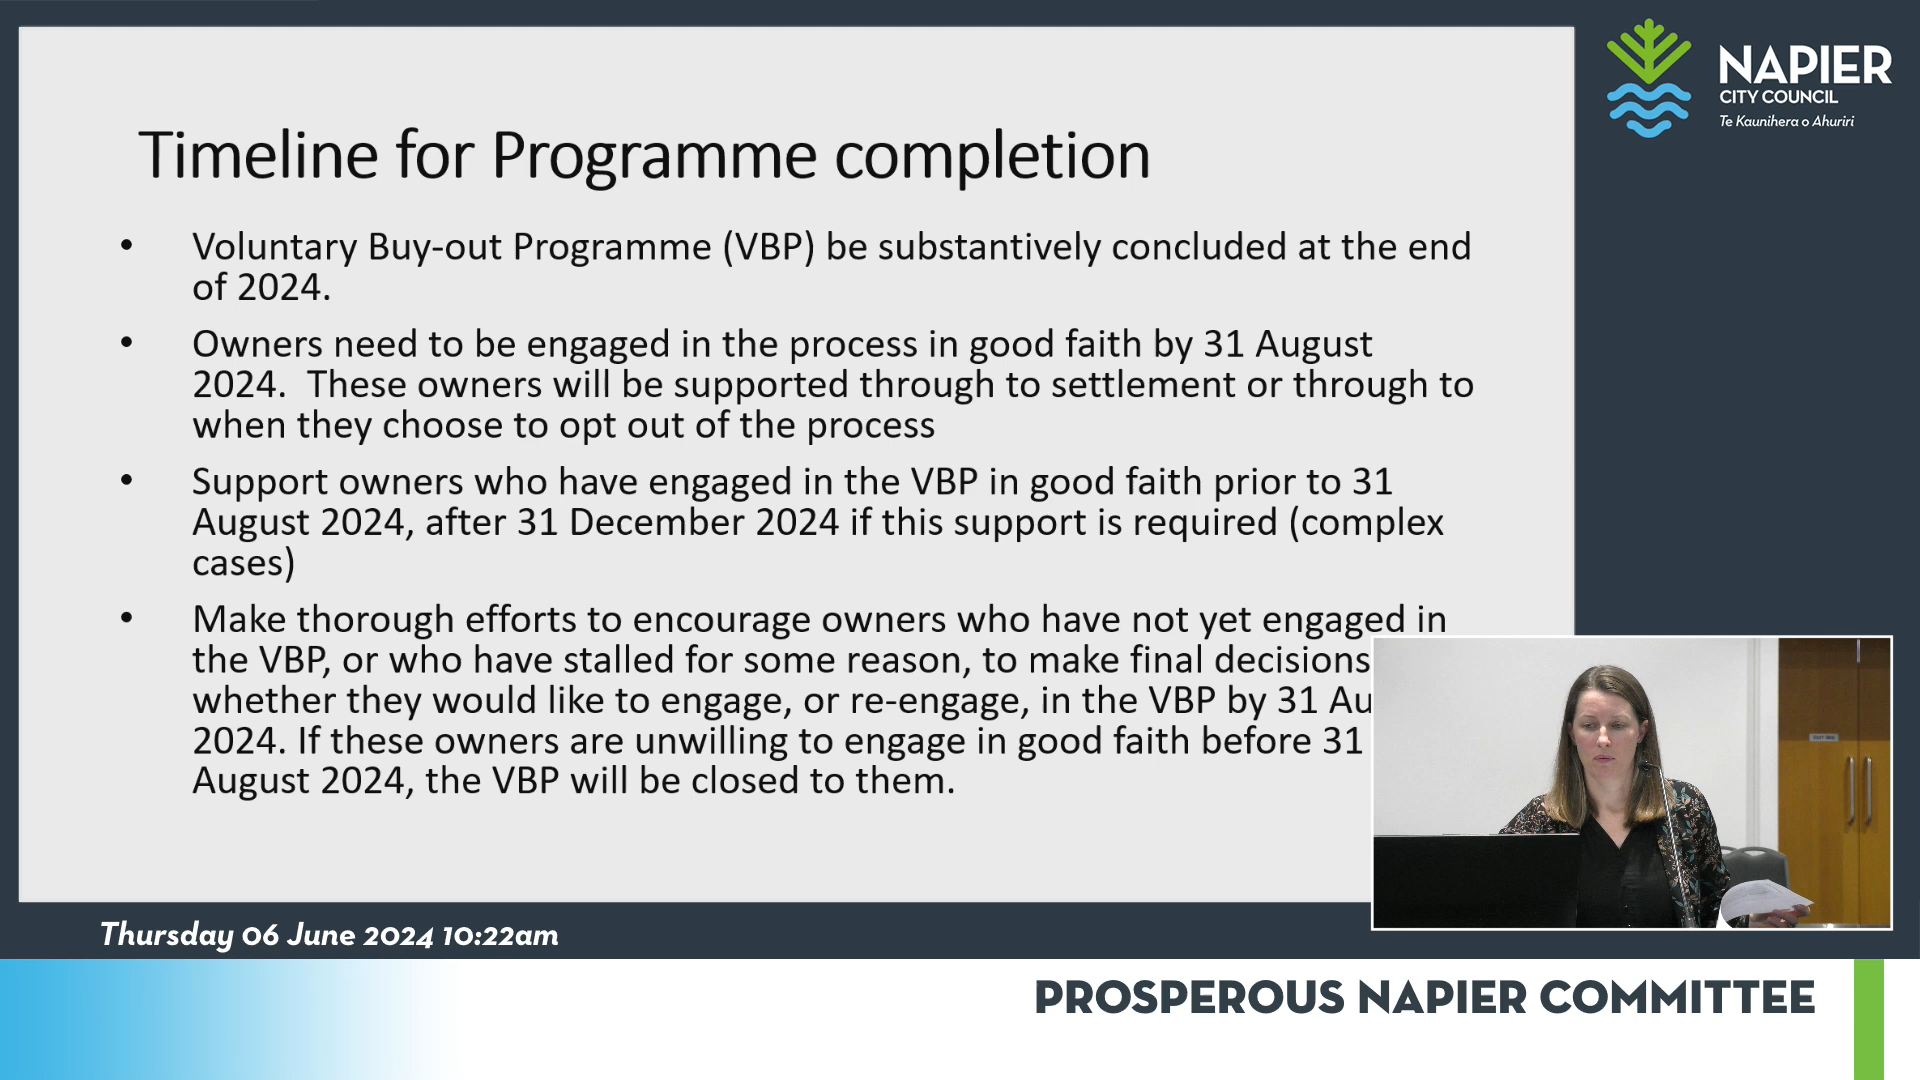 NAPIER
CITY COUNCIL
Te Kaunihera o Ahuriri
Timeline for Programme completion
• Voluntary Buy-out Programme (VBP) be substantively concluded at the end
of 2024.
• Owners need to be engaged in the process in good faith by 31 August
2024.  These owners will be supported through to settlement or through to
when they choose to opt out of the process
• Support owners who have engaged in the VBP in good faith prior to 31
August 2024, after 31 December 2024 if this support is required (complex
cases)
• Make thorough efforts to encourage owners who have not yet engaged in
the VBP, or who have stalled for some reason, to make final decisions
whether they would like to engage, or re-engage, in the VBP by 31 Au
2024. If these owners are unwilling to engage in good faith before 31
August 2024, the VBP will be closed to them.
Thursday 06 June 2024 10:22am
PROSPEROUS NAPIER COMMITTEE